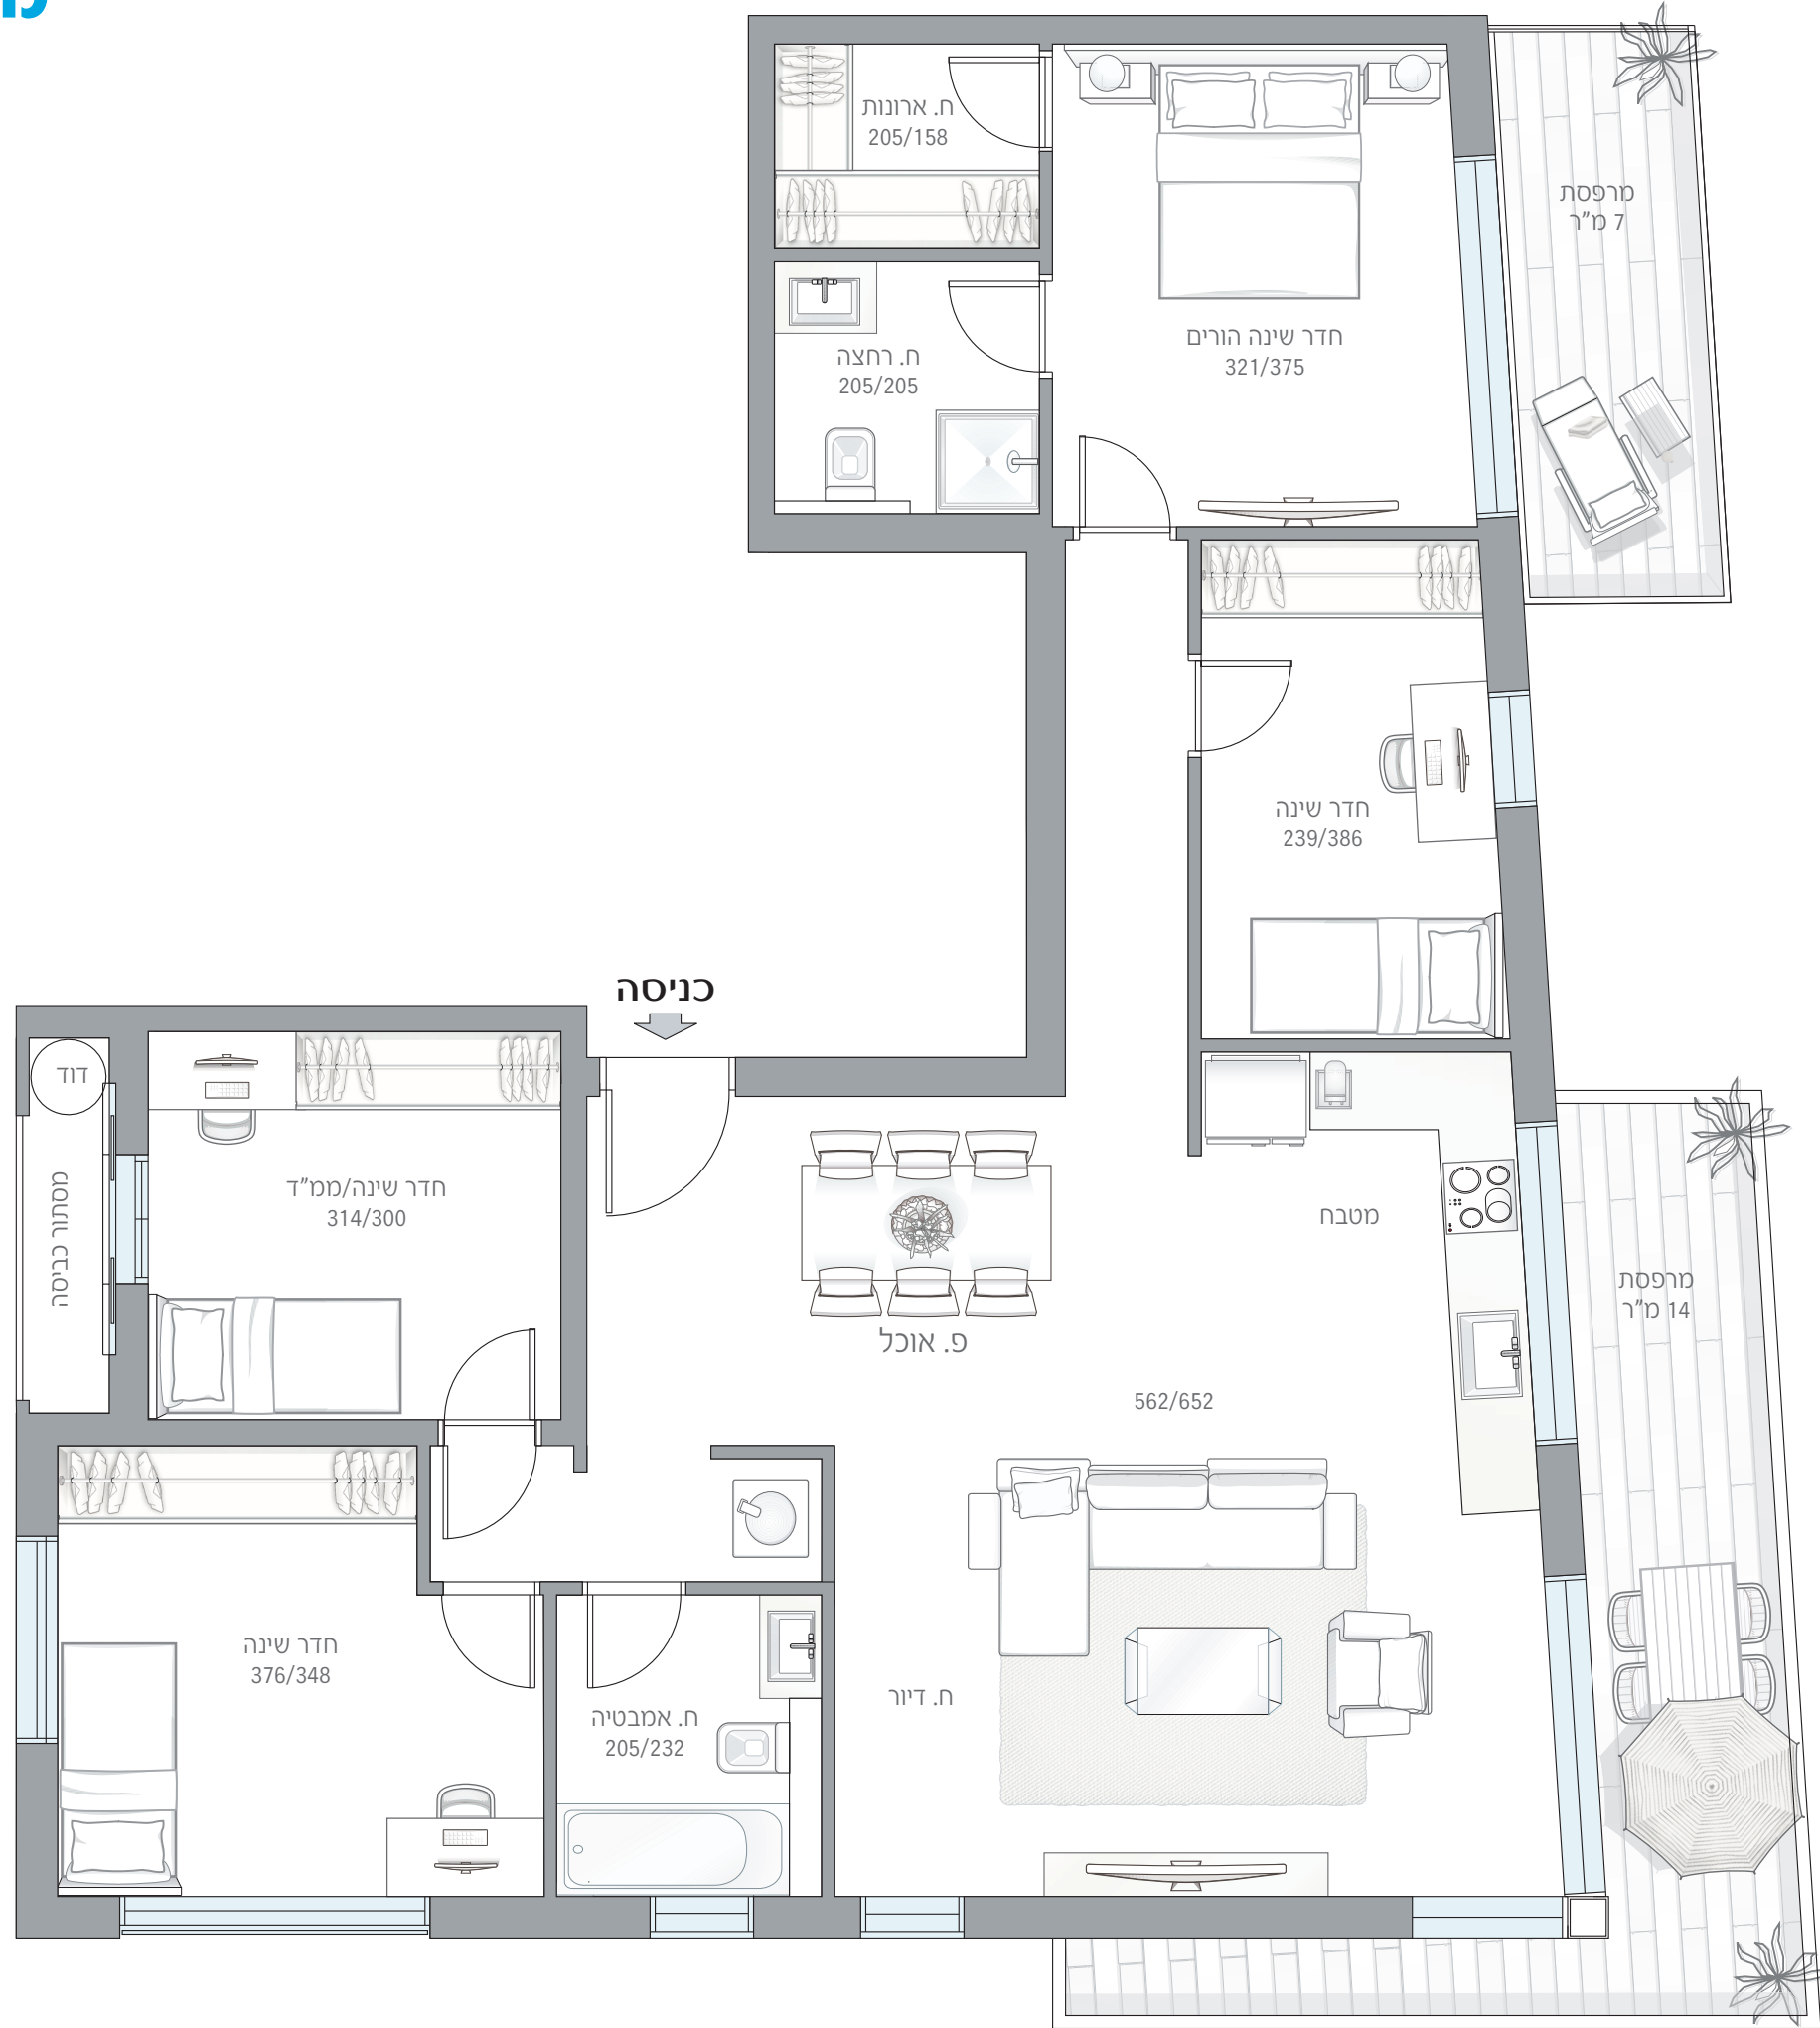 ח. ארונות
205/158
מרפסת
7 מ"ר
חדר שינה הורים
321/375
ח. רחצה
205/205
חדר שינה
239/386
כניסה
דוד
מסתור כביסה
חדר שינה/ממ"ד
314/300
מטבח
מרפסת
14 מ"ר
פ. אוכל
562/652
חדר שינה
376/348
ח. אמבטיה
205/232
ח. דיור